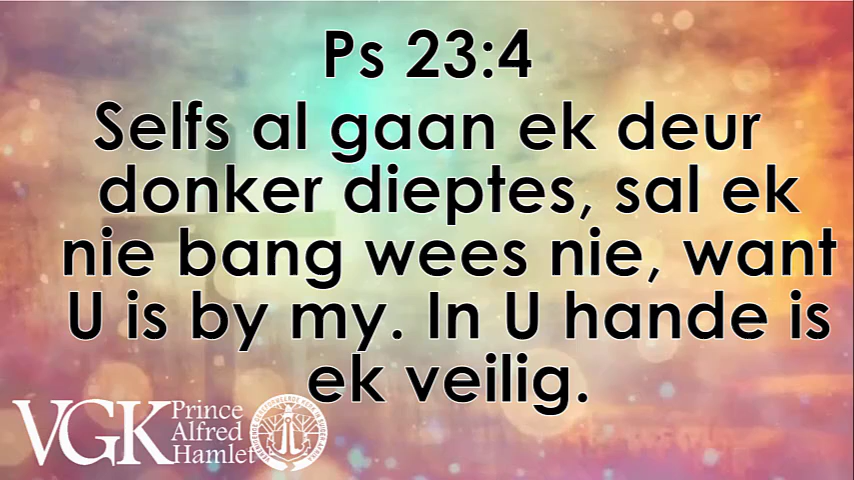 Ps 23:4
Selfs al gaan ek deur
donker dieptes, sal ek
nie bang wees nie, want
U is by my. In U hande is
ek veilig.
VGK Prince
Alfred
Hamlet